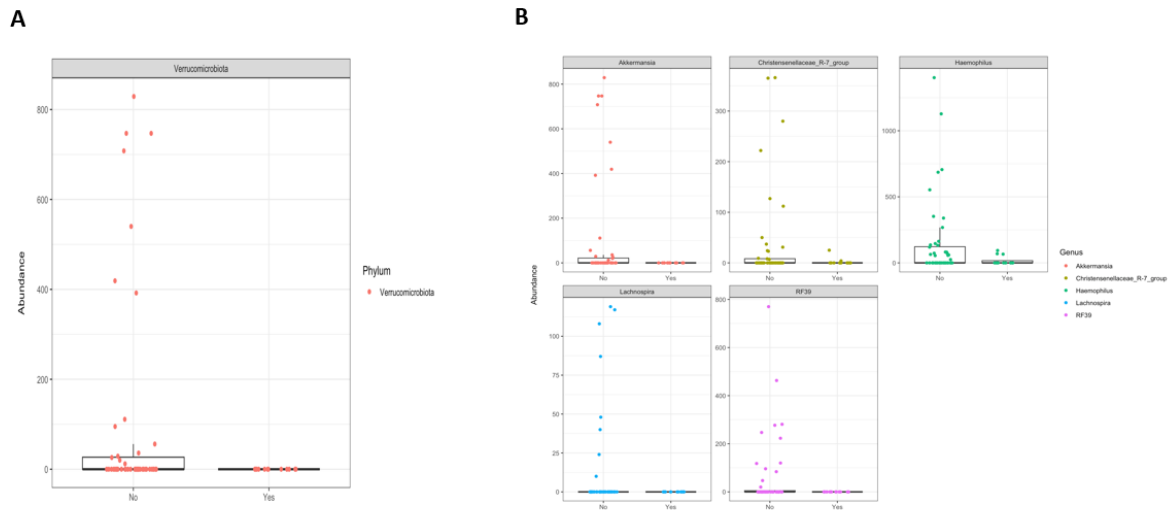 A
Verrucomicrobiota
Abundance
800
600
400
200
0
No
Yes
Phylum
Verrucomicrobiota
B
Akkermansia
Christensenellaceae_R-7_group
Haemophilus
800
600
400
200
0
300
200
100
0
1000
500
0
No
Yes
No
Yes
No
Yes
Abundance
Lachnospira
RF39
100
75
50
25
0
800
600
400
200
0
No
Yes
No
Yes
Genus
Akkermansia
Christensenellaceae_R-7_group
Haemophilus
Lachnospira
RF39